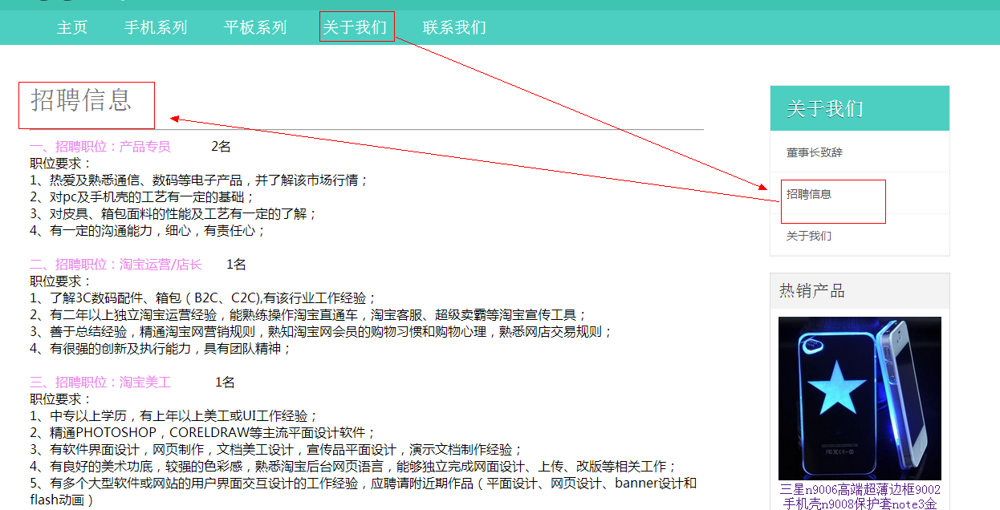 主页 手机系列 平板系列 关于我们 联系我们
招聘信息
一、招聘职位：产品专员 2名
职位要求：
1、热爱及熟悉通信、数码等电子产品，并了解该市场行情；
2、对pc及手机壳的工艺有一定的基础；
3、对皮具、箱包面料的性能及工艺有一定的了解；
4、有一定的沟通能力，细心，有责任心；
二、招聘职位：淘宝运营/店长 1名
职位要求：
1、了解3C数码配件、箱包（B2C、C2C),有该行业工作经验；
2、有二年以上独立淘宝运营经验，能熟练操作淘宝直通车，淘宝客服、超级卖霸等淘宝宣传工具；
3、善于总结经验，精通淘宝网营销规则，熟知淘宝网会员的购物习惯和购物心理，熟悉网店交易规则；
4、有很强的创新及执行能力，具有团队精神；
三、招聘职位：淘宝美工 1名
职位要求：
1、中专以上学历，有上年以上美工或UI工作经验；
2、精通PHOTOSHOP，CORELDRAW等主流平面设计软件；
3、有软件界面设计，网页制作，文档美工设计，宣传品平面设计，演示文档制作经验；
4、有良好的美术功底，较强的色彩感，熟悉淘宝后台网页语言，能够独立完成网面设计、上传、改版等相关工作；
5、有多个大型软件或网站的用户界面交互设计的工作经验，应聘请附近期作品（平面设计、网页设计、banner设计和
flash动画）
关于我们
董事长致辞
招聘信息
关于我们
热销产品
三星n9006高端超薄边框9002
手机壳n9008保护套note3金